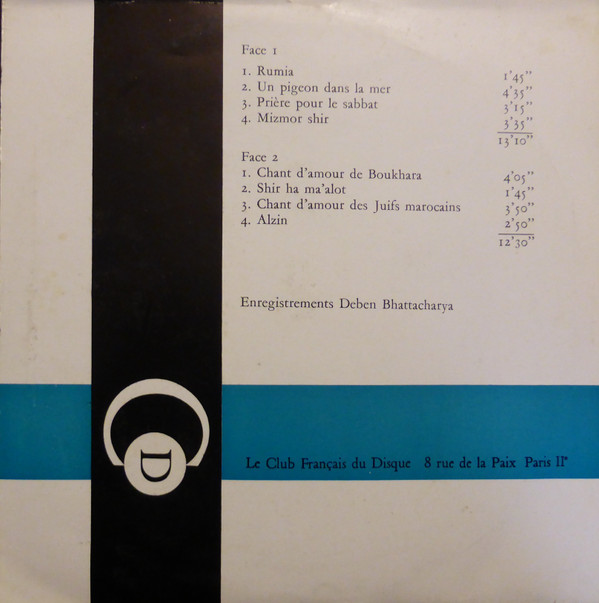 Face 1
1. Rumia 1'45"
2. Un pigeon dans la mer 4'35"
3. Prière pour le sabbat 3'15"
4. Mizmor shir 3'35"
13'10"
Face 2
1. Chant d'amour de Boukhara 4'05"
2. Shir ha ma'alot 1'45"
3. Chant d'amour des Juifs marocains 3'50"
4. Alzin 2'50"
12'30"
Enregistrements Deben Bhattacharya
D
Le Club Français du Disque 8 rue de la Paix Paris IIe